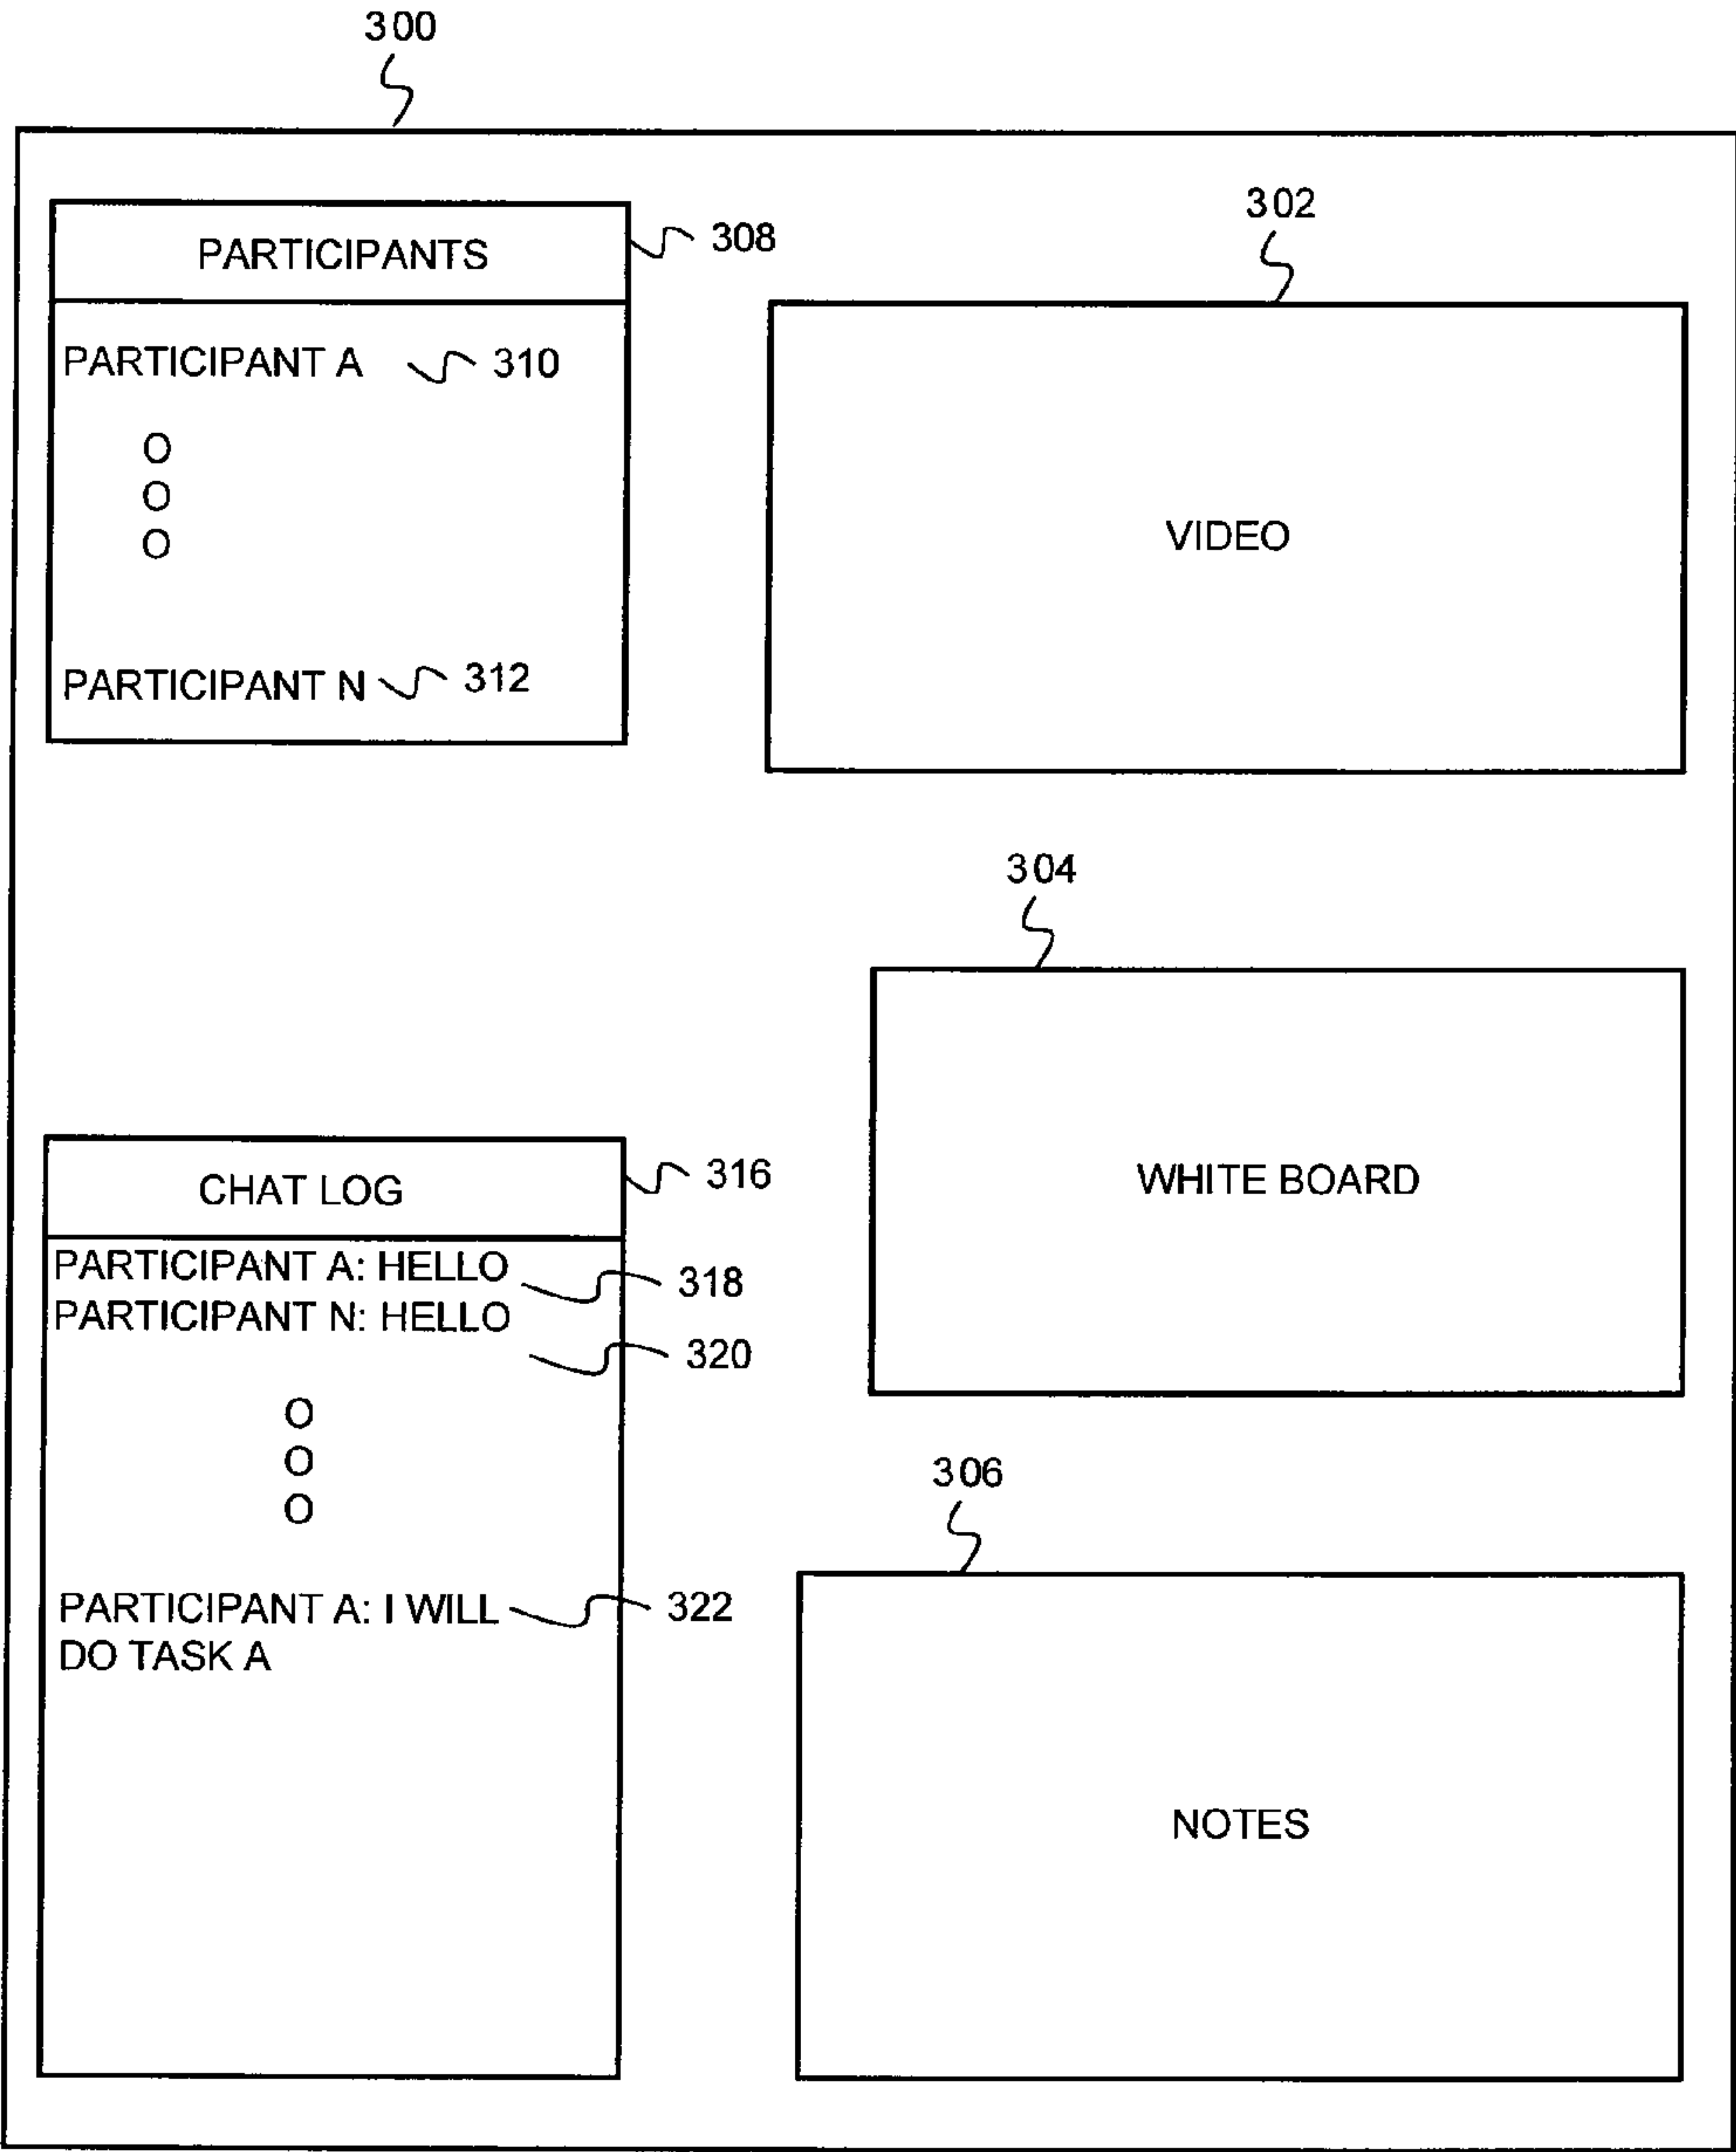 300
PARTICIPANTS
308
PARTICIPANT A
310
O
O
O
PARTICIPANT N
312
302
VIDEO
304
WHITE BOARD
CHAT LOG
316
PARTICIPANT A: HELLO
318
PARTICIPANT N: HELLO
320
O
O
O
PARTICIPANT A: I WILL
322
DO TASK A
306
NOTES